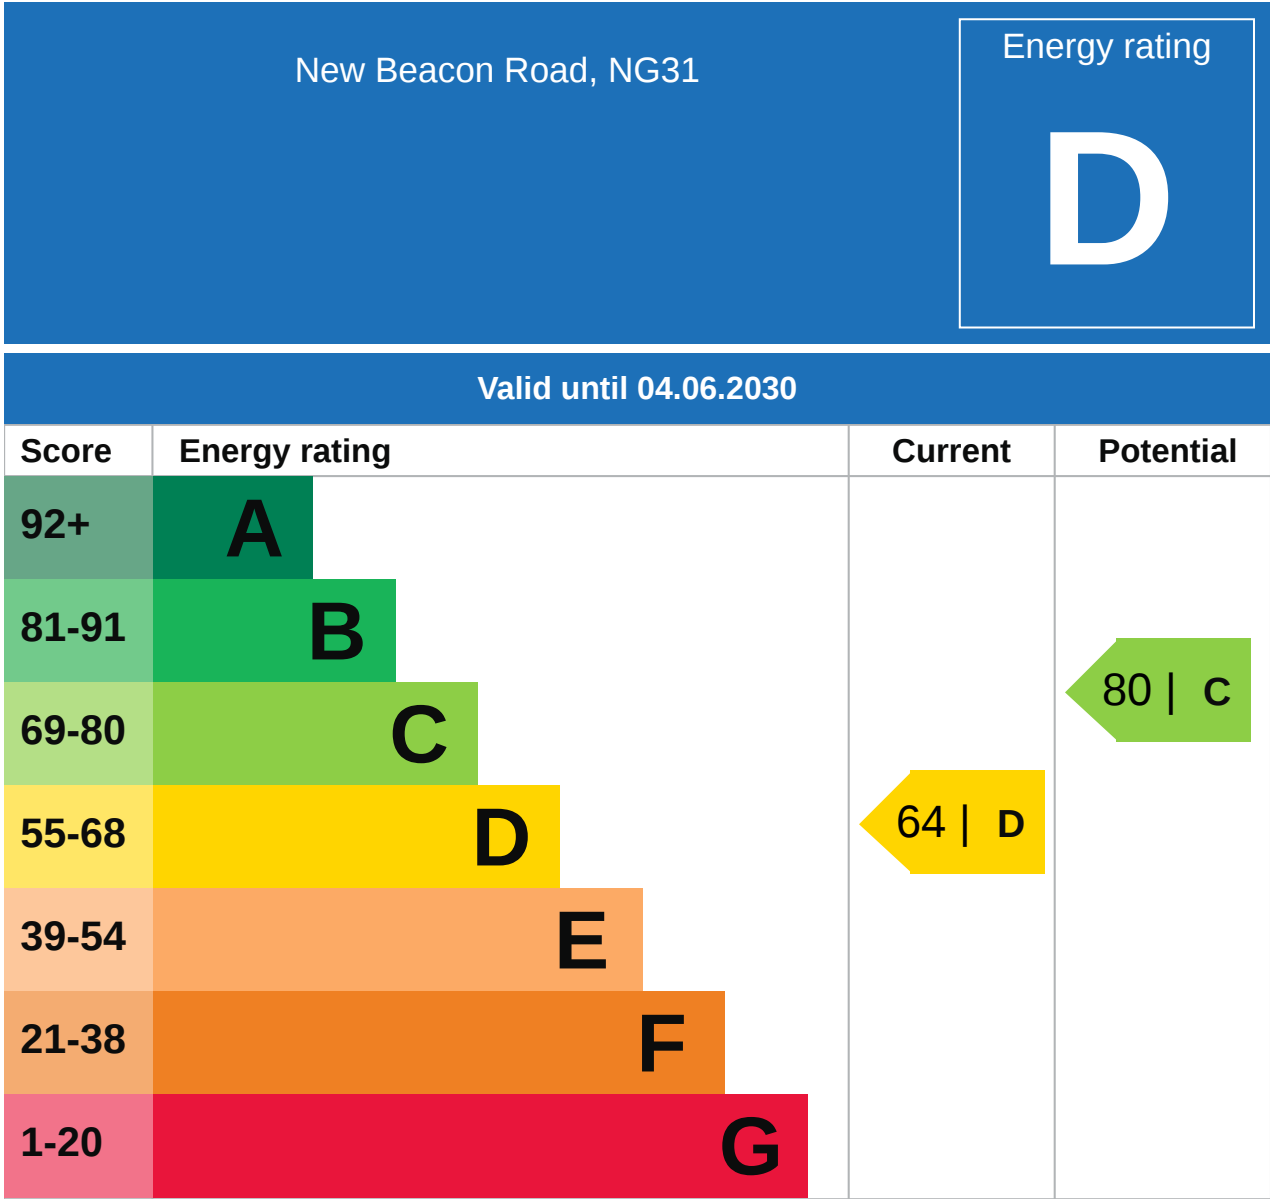 New Beacon Road, NG31
Energy rating
D
Valid until 04.06.2030
Score Energy rating Current Potential
92+ A
81-91 B
69-80 C 80 | C
55-68 D 64 | D
39-54 E
21-38 F
1-20 G